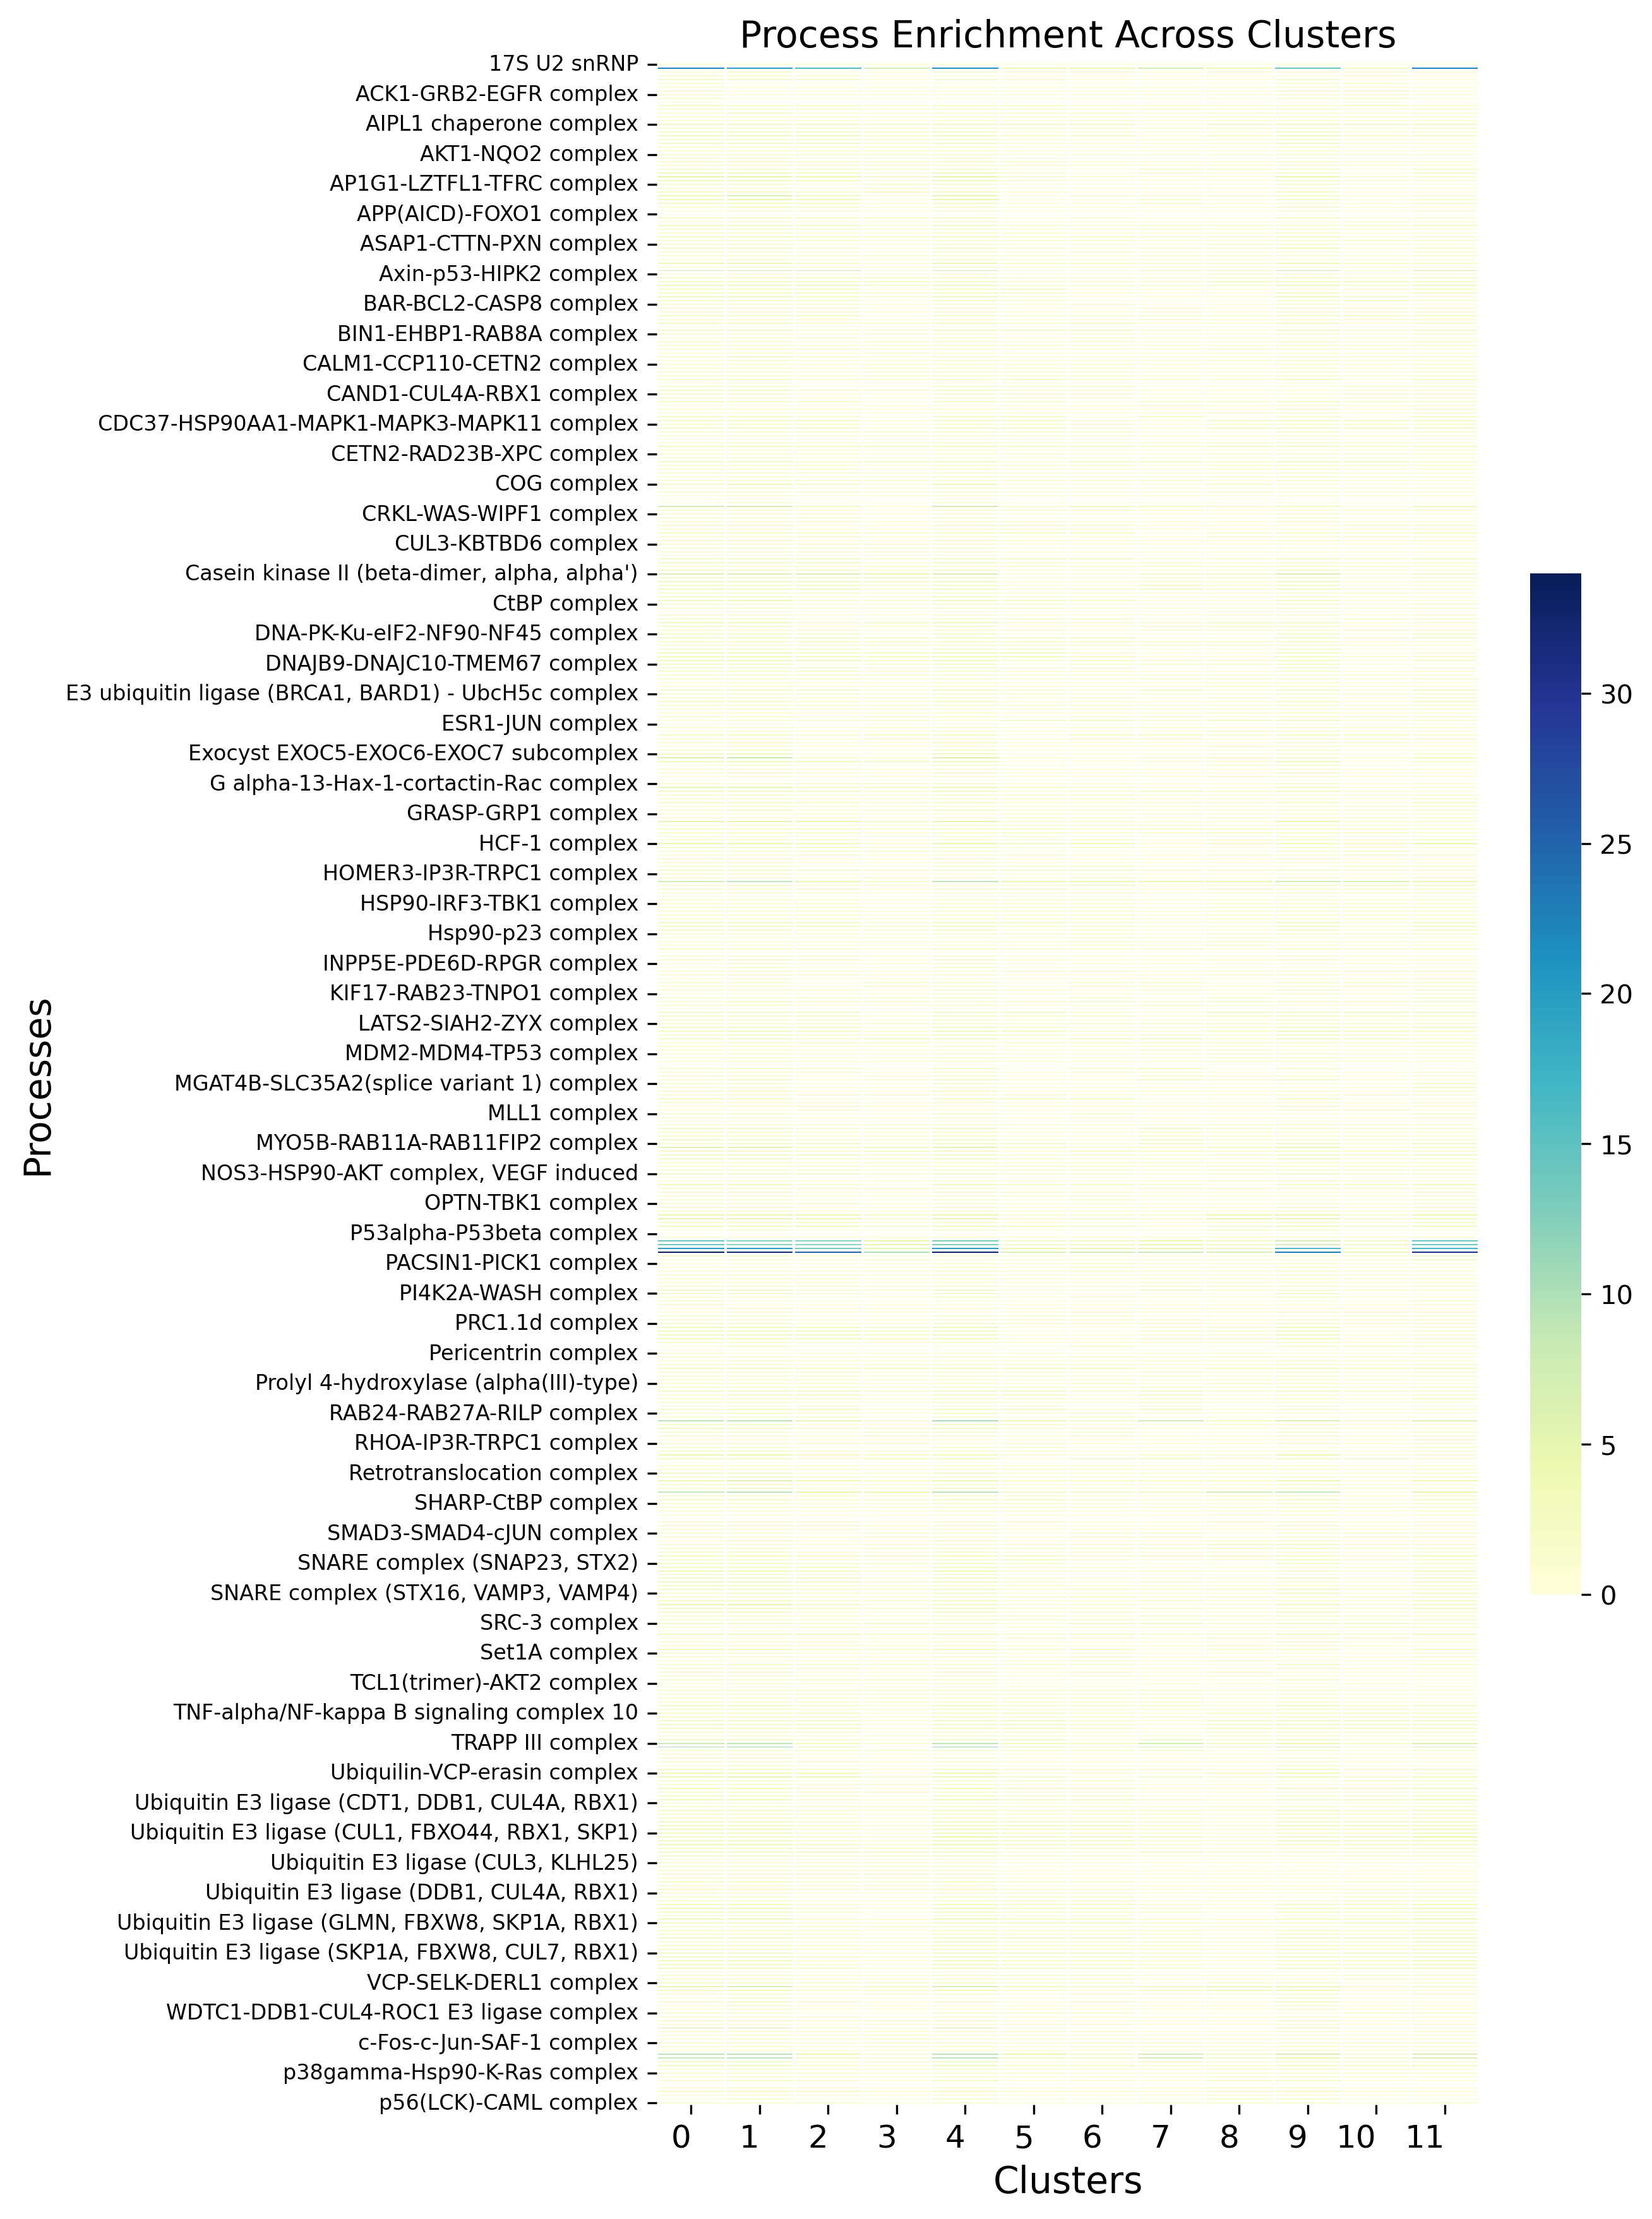 Process Enrichment Across Clusters
Processes
17S U2 snRNP
ACK1-GRB2-EGFR complex
AIPL1 chaperone complex
AKT1-NQO2 complex
AP1G1-LZTFL1-TFRC complex
APP(AICD)-FOXO1 complex
ASAP1-CTTN-PXN complex
Axin-p53-HIPK2 complex
BAR-BCL2-CASP8 complex
BIN1-EHBP1-RAB8A complex
CALM1-CCP110-CETN2 complex
CAND1-CUL4A-RBX1 complex
CDC37-HSP90AA1-MAPK1-MAPK3-MAPK11 complex
CETN2-RAD23B-XPC complex
COG complex
CRKL-WAS-WIPF1 complex
CUL3-KBTBD6 complex
Casein kinase II (beta-dimer, alpha, alpha')
CtBP complex
DNA-PK-Ku-eIF2-NF90-NF45 complex
DNAJB9-DNAJC10-TMEM67 complex
E3 ubiquitin ligase (BRCA1, BARD1) - UbcH5c complex
ESR1-JUN complex
Exocyst EXOC5-EXOC6-EXOC7 subcomplex
G alpha-13-Hax-1-cortactin-Rac complex
GRASP-GRP1 complex
HCF-1 complex
HOMER3-IP3R-TRPC1 complex
HSP90-IRF3-TBK1 complex
Hsp90-p23 complex
INPP5E-PDE6D-RPGR complex
KIF17-RAB23-TNPO1 complex
LATS2-SIAH2-ZYX complex
MDM2-MDM4-TP53 complex
MGAT4B-SLC35A2(splice variant 1) complex
MLL1 complex
MYO5B-RAB11A-RAB11FIP2 complex
NOS3-HSP90-AKT complex, VEGF induced
OPTN-TBK1 complex
P53alpha-P53beta complex
PACSIN1-PICK1 complex
PI4K2A-WASH complex
PRC1.1d complex
Pericentrin complex
Prolyl 4-hydroxylase (alpha(III)-type)
RAB24-RAB27A-RILP complex
RHOA-IP3R-TRPC1 complex
Retrotranslocation complex
SHARP-CtBP complex
SMAD3-SMAD4-cJUN complex
SNARE complex (SNAP23, STX2)
SNARE complex (STX16, VAMP3, VAMP4)
SRC-3 complex
Set1A complex
TCL1(trimer)-AKT2 complex
TNF-alpha/NF-kappa B signaling complex 10
TRAPP III complex
Ubiquilin-VCP-erasin complex
Ubiquitin E3 ligase (CDT1, DDB1, CUL4A, RBX1)
Ubiquitin E3 ligase (CUL1, FBXO44, RBX1, SKP1)
Ubiquitin E3 ligase (CUL3, KLHL25)
Ubiquitin E3 ligase (DDB1, CUL4A, RBX1)
Ubiquitin E3 ligase (GLMN, FBXW8, SKP1A, RBX1)
Ubiquitin E3 ligase (SKP1A, FBXW8, CUL7, RBX1)
VCP-SELK-DERL1 complex
WDTC1-DDB1-CUL4-ROC1 E3 ligase complex
c-Fos-c-Jun-SAF-1 complex
p38gamma-Hsp90-K-Ras complex
p56(LCK)-CAML complex
0 1 2 3 4 5 6 7 8 9 10 11
Clusters
30
25
20
15
10
5
0